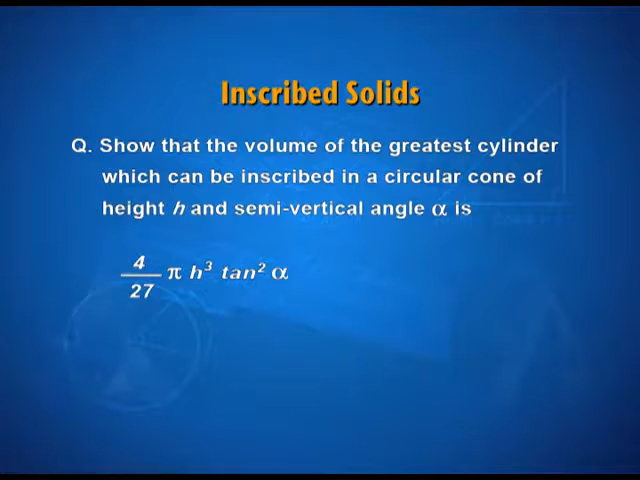 Inscribed Solids
Q. Show that the volume of the greatest cylinder
which can be inscribed in a circular cone of
height h and semi-vertical angle α is
4
27
π h³ tan² α